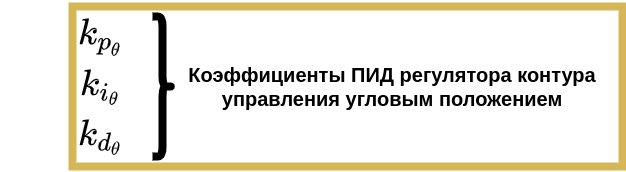 k_{p_θ}
k_{i_θ}
k_{d_θ}
Коэффициенты ПИД регулятора контура
управления угловым положением